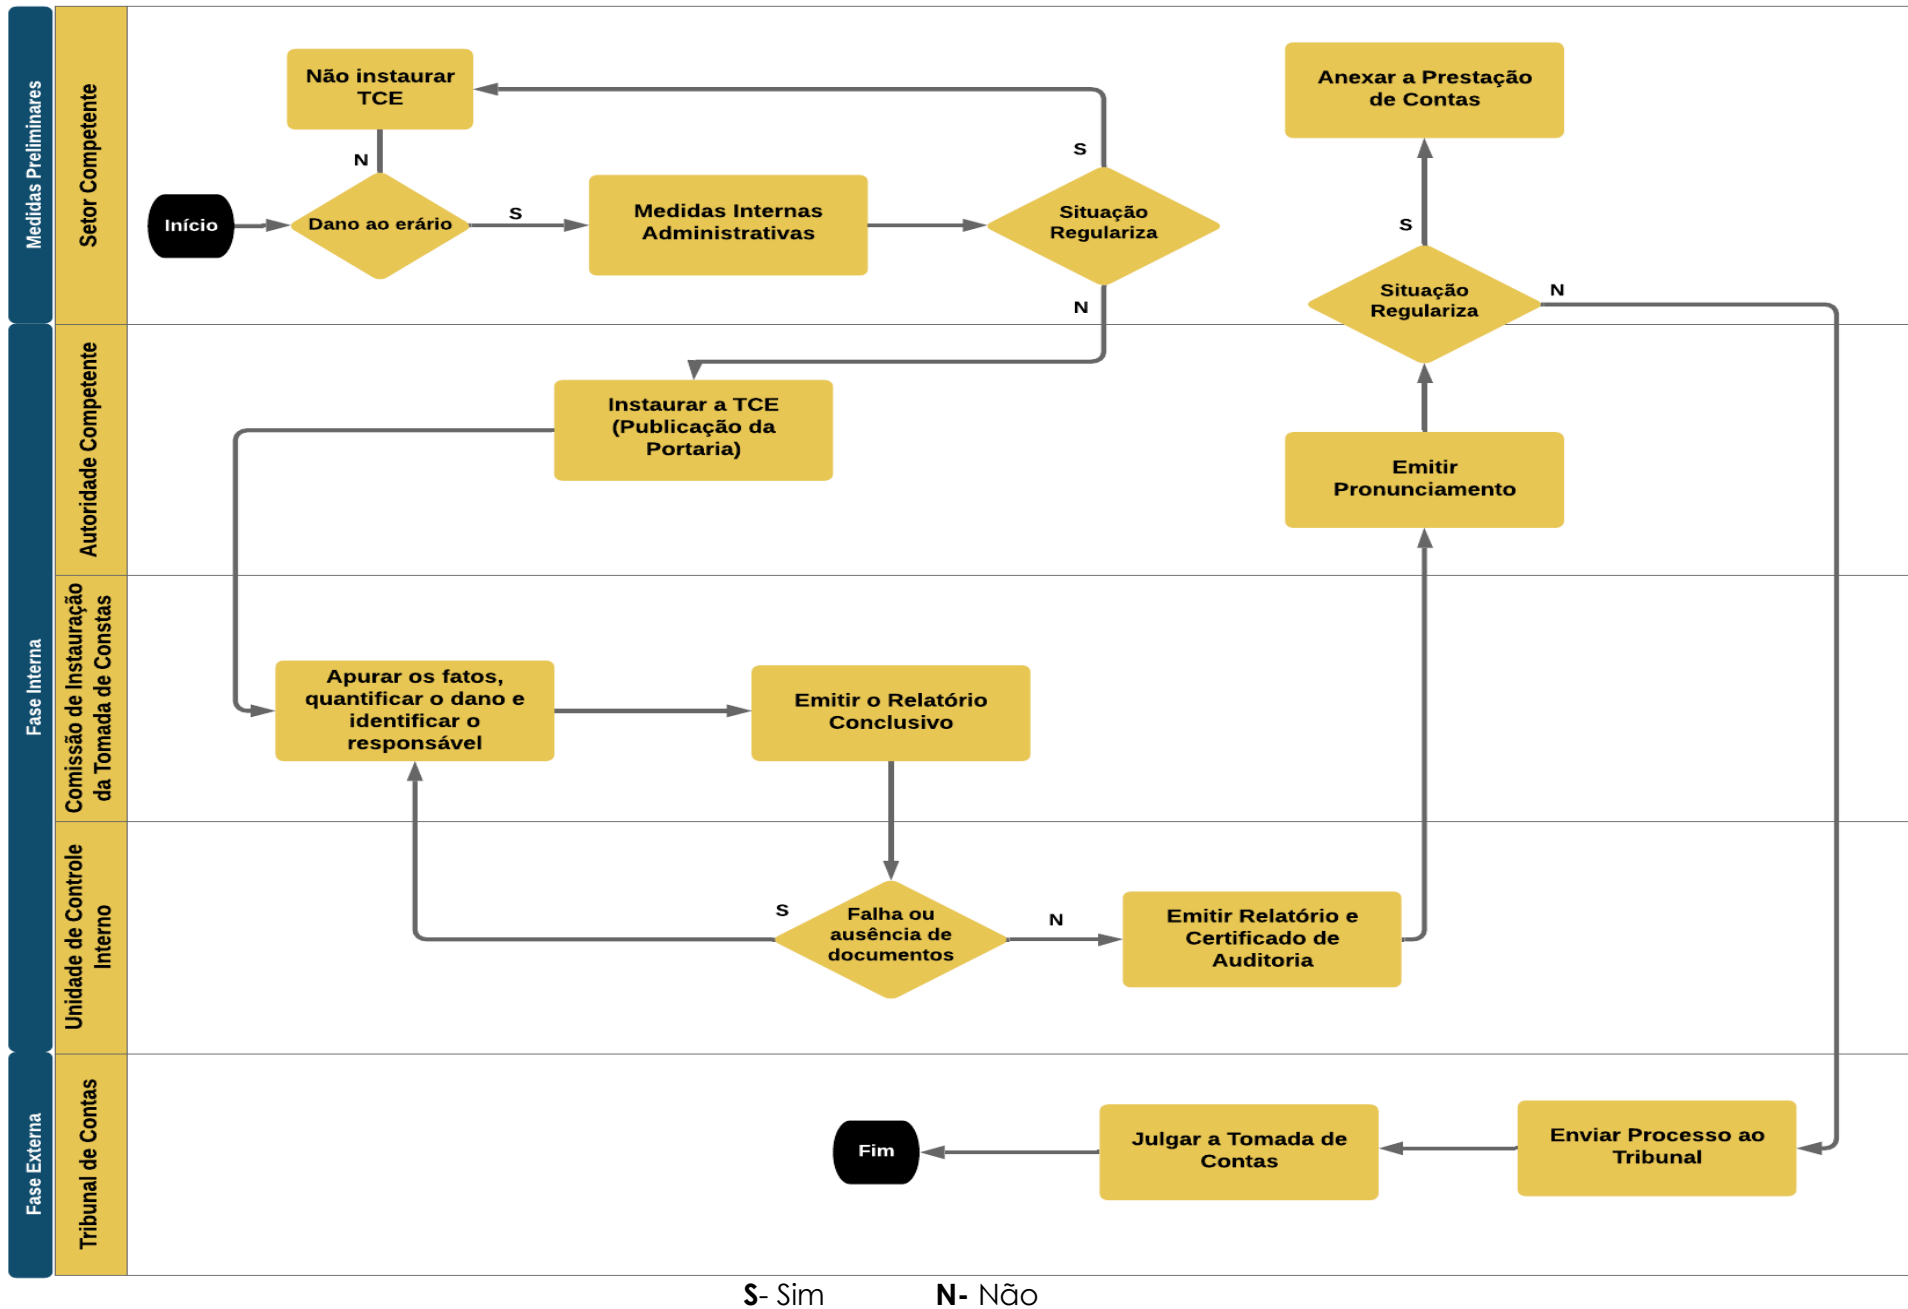 Medidas Preliminares
Setor Competente
Não instaurar
TCE
N
Início
Dano ao erário
S
Medidas Internas
Administrativas
Situação
Regulariza
S
N
Anexar a Prestação
de Contas
S
Situação
Regulariza
N
Fase Interna
Autoridade Competente
Instaurar a TCE
(Publicação da
Portaria)
Emitir
Pronunciamento
Comissão de Instauração
da Tomada de Constas
Apurar os fatos,
quantificar o dano e
identificar o
responsável
Emitir o Relatório
Conclusivo
Unidade de Controle
Interno
S
Falha ou
ausência de
documentos
N
Emitir Relatório e
Certificado de
Auditoria
Fase Externa
Tribunal de Contas
Fim
Julgar a Tomada de
Contas
Enviar Processo ao
Tribunal
S- Sim
N- Não